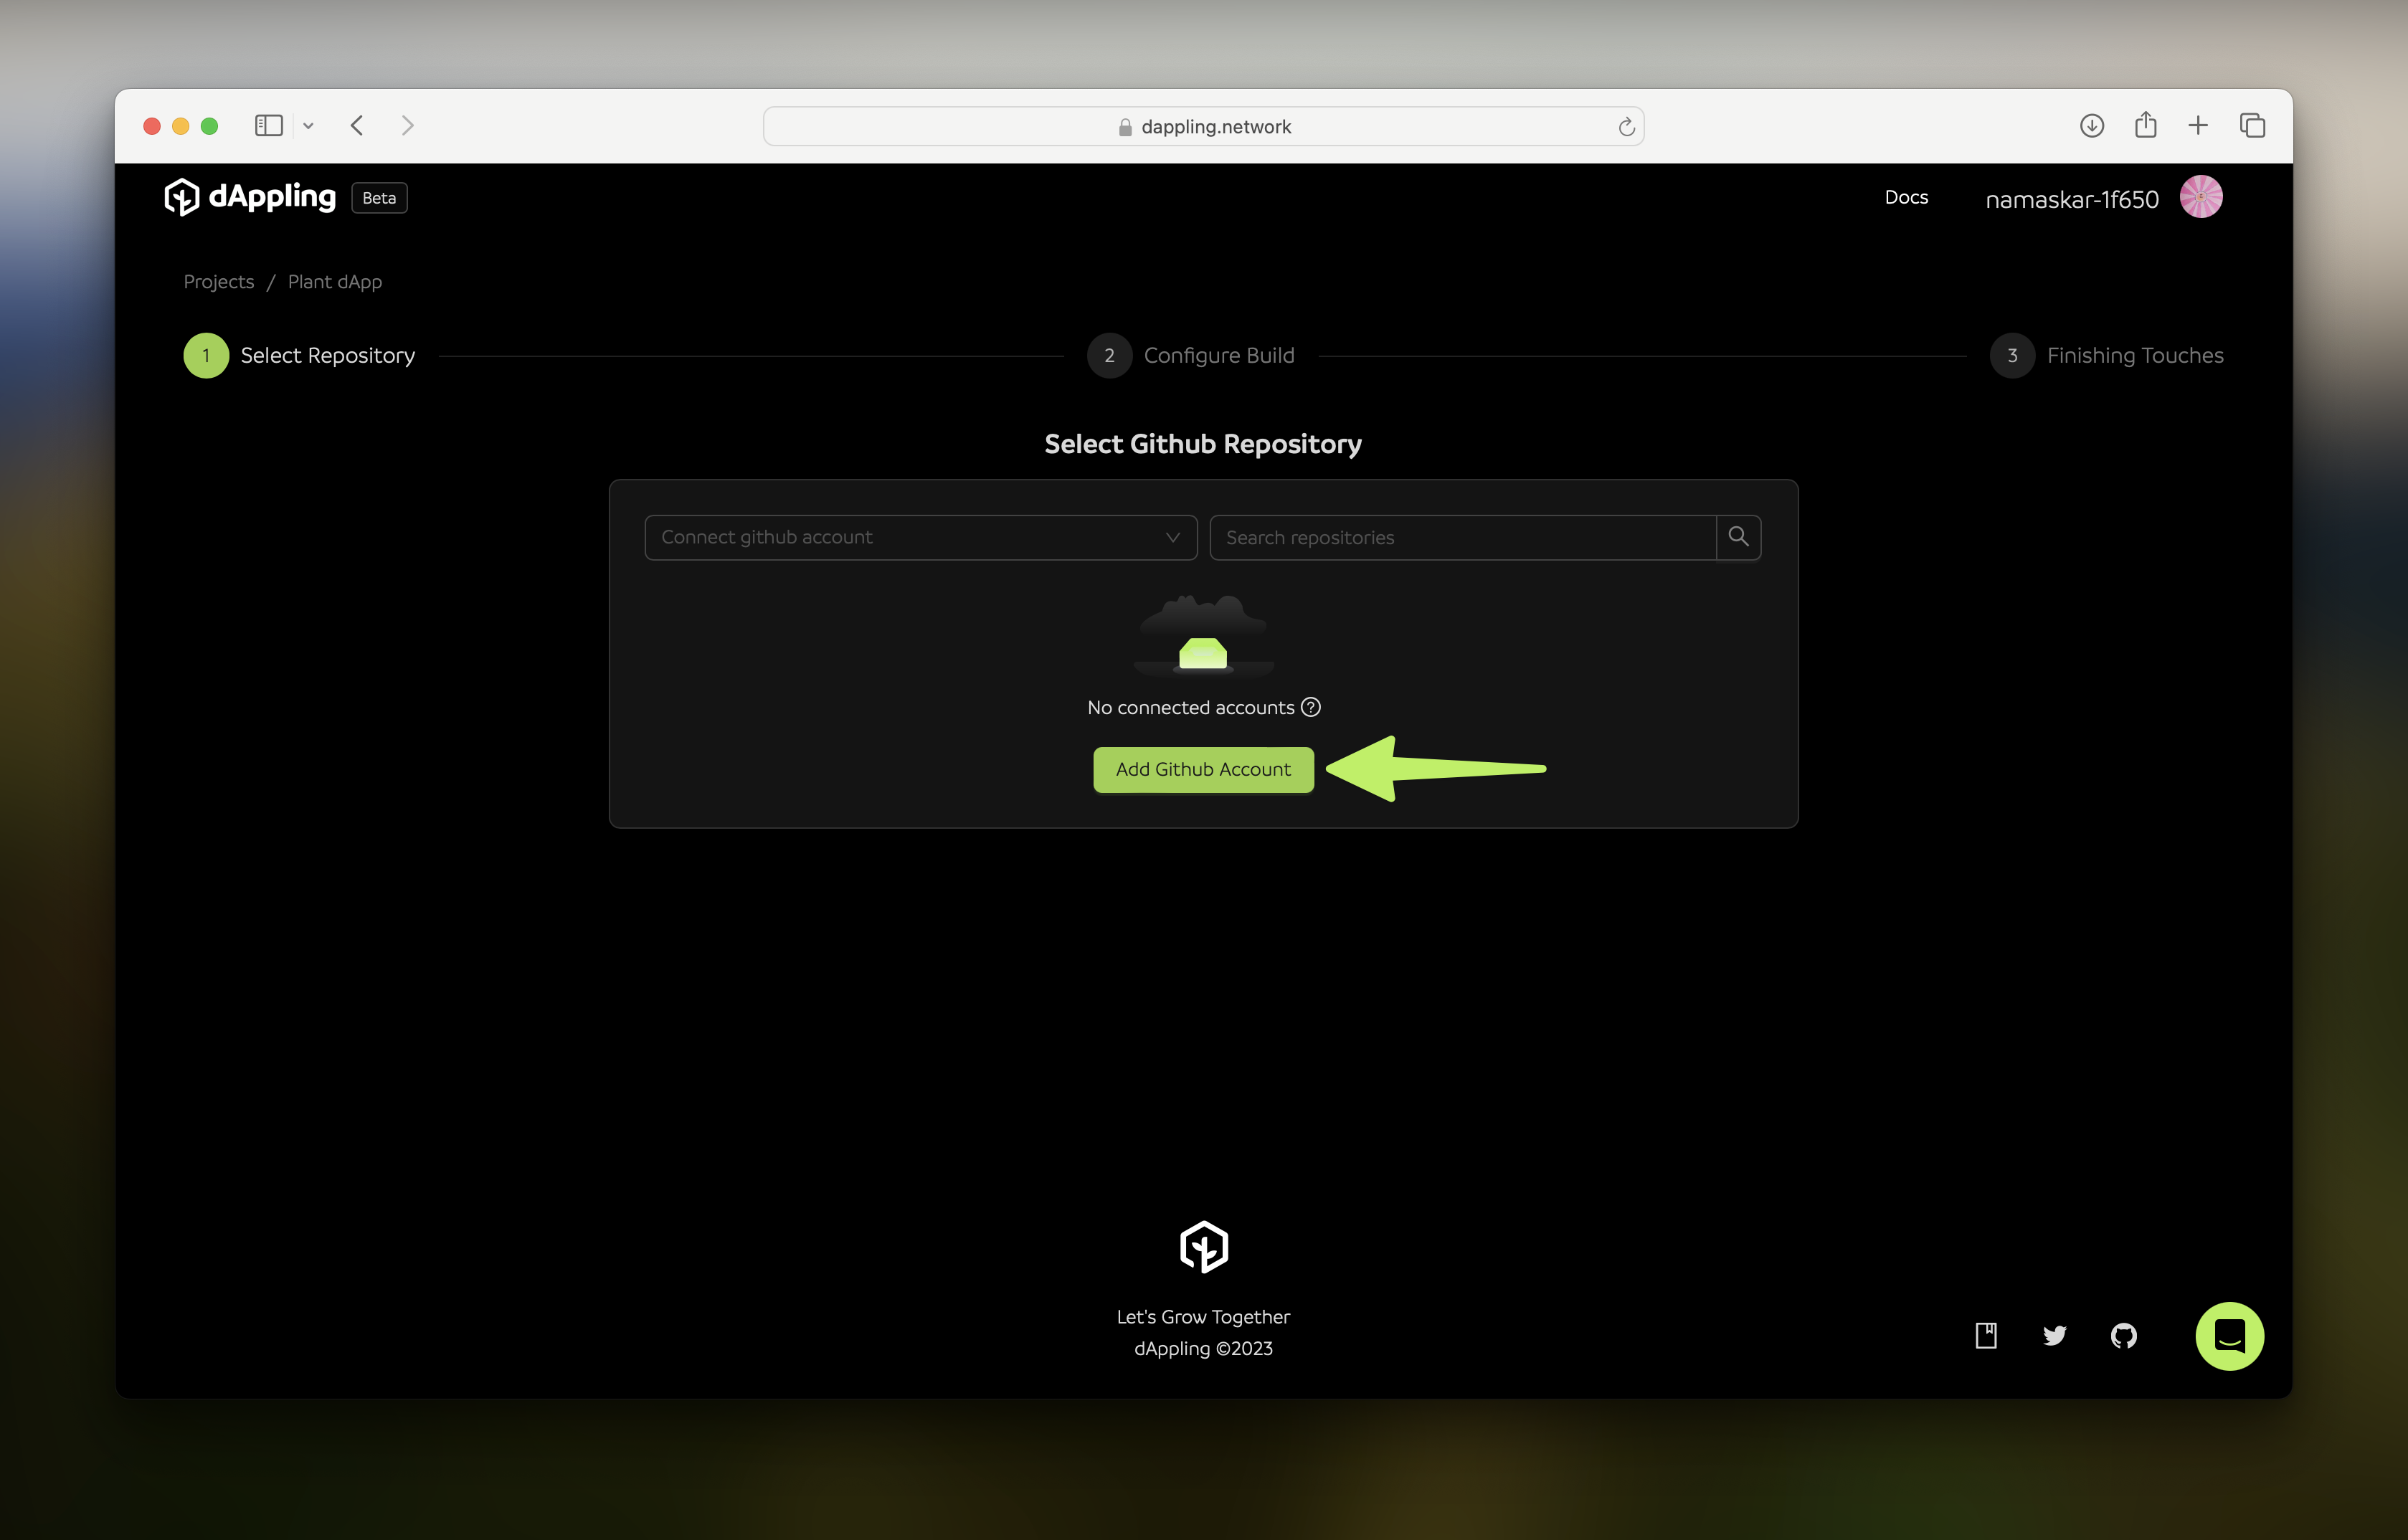 dappling.network
dAppling Beta
Docs
namaskar-1f650
Projects / Plant dApp
1 Select Repository
2 Configure Build
3 Finishing Touches
Select Github Repository
Connect github account
Search repositories
No connected accounts ?
Add Github Account
Let's Grow Together
dAppling ©2023